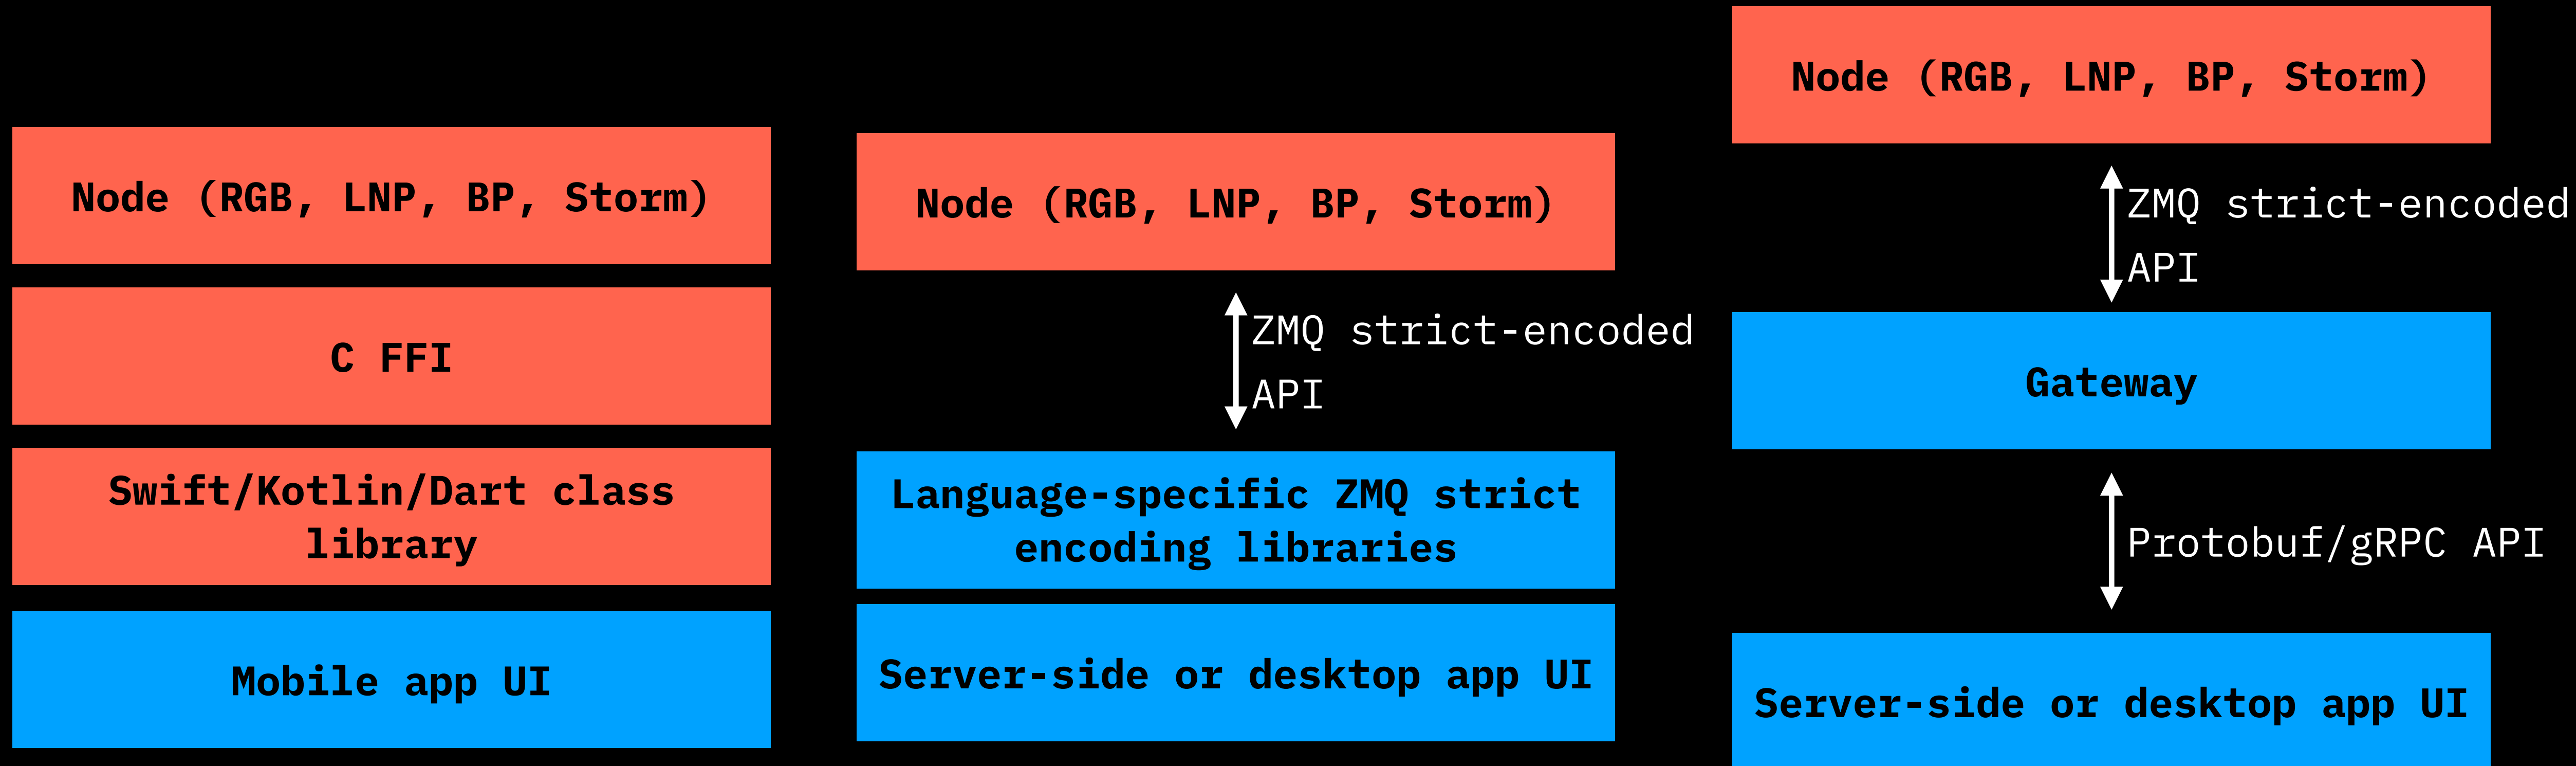 Node (RGB, LNP, BP, Storm)
C FFI
Swift/Kotlin/Dart class
library
Mobile app UI
Node (RGB, LNP, BP, Storm)
ZMQ strict-encoded
API
Language-specific ZMQ strict
encoding libraries
Server-side or desktop app UI
Node (RGB, LNP, BP, Storm)
ZMQ strict-encoded
API
Gateway
Protobuf/gRPC API
Server-side or desktop app UI